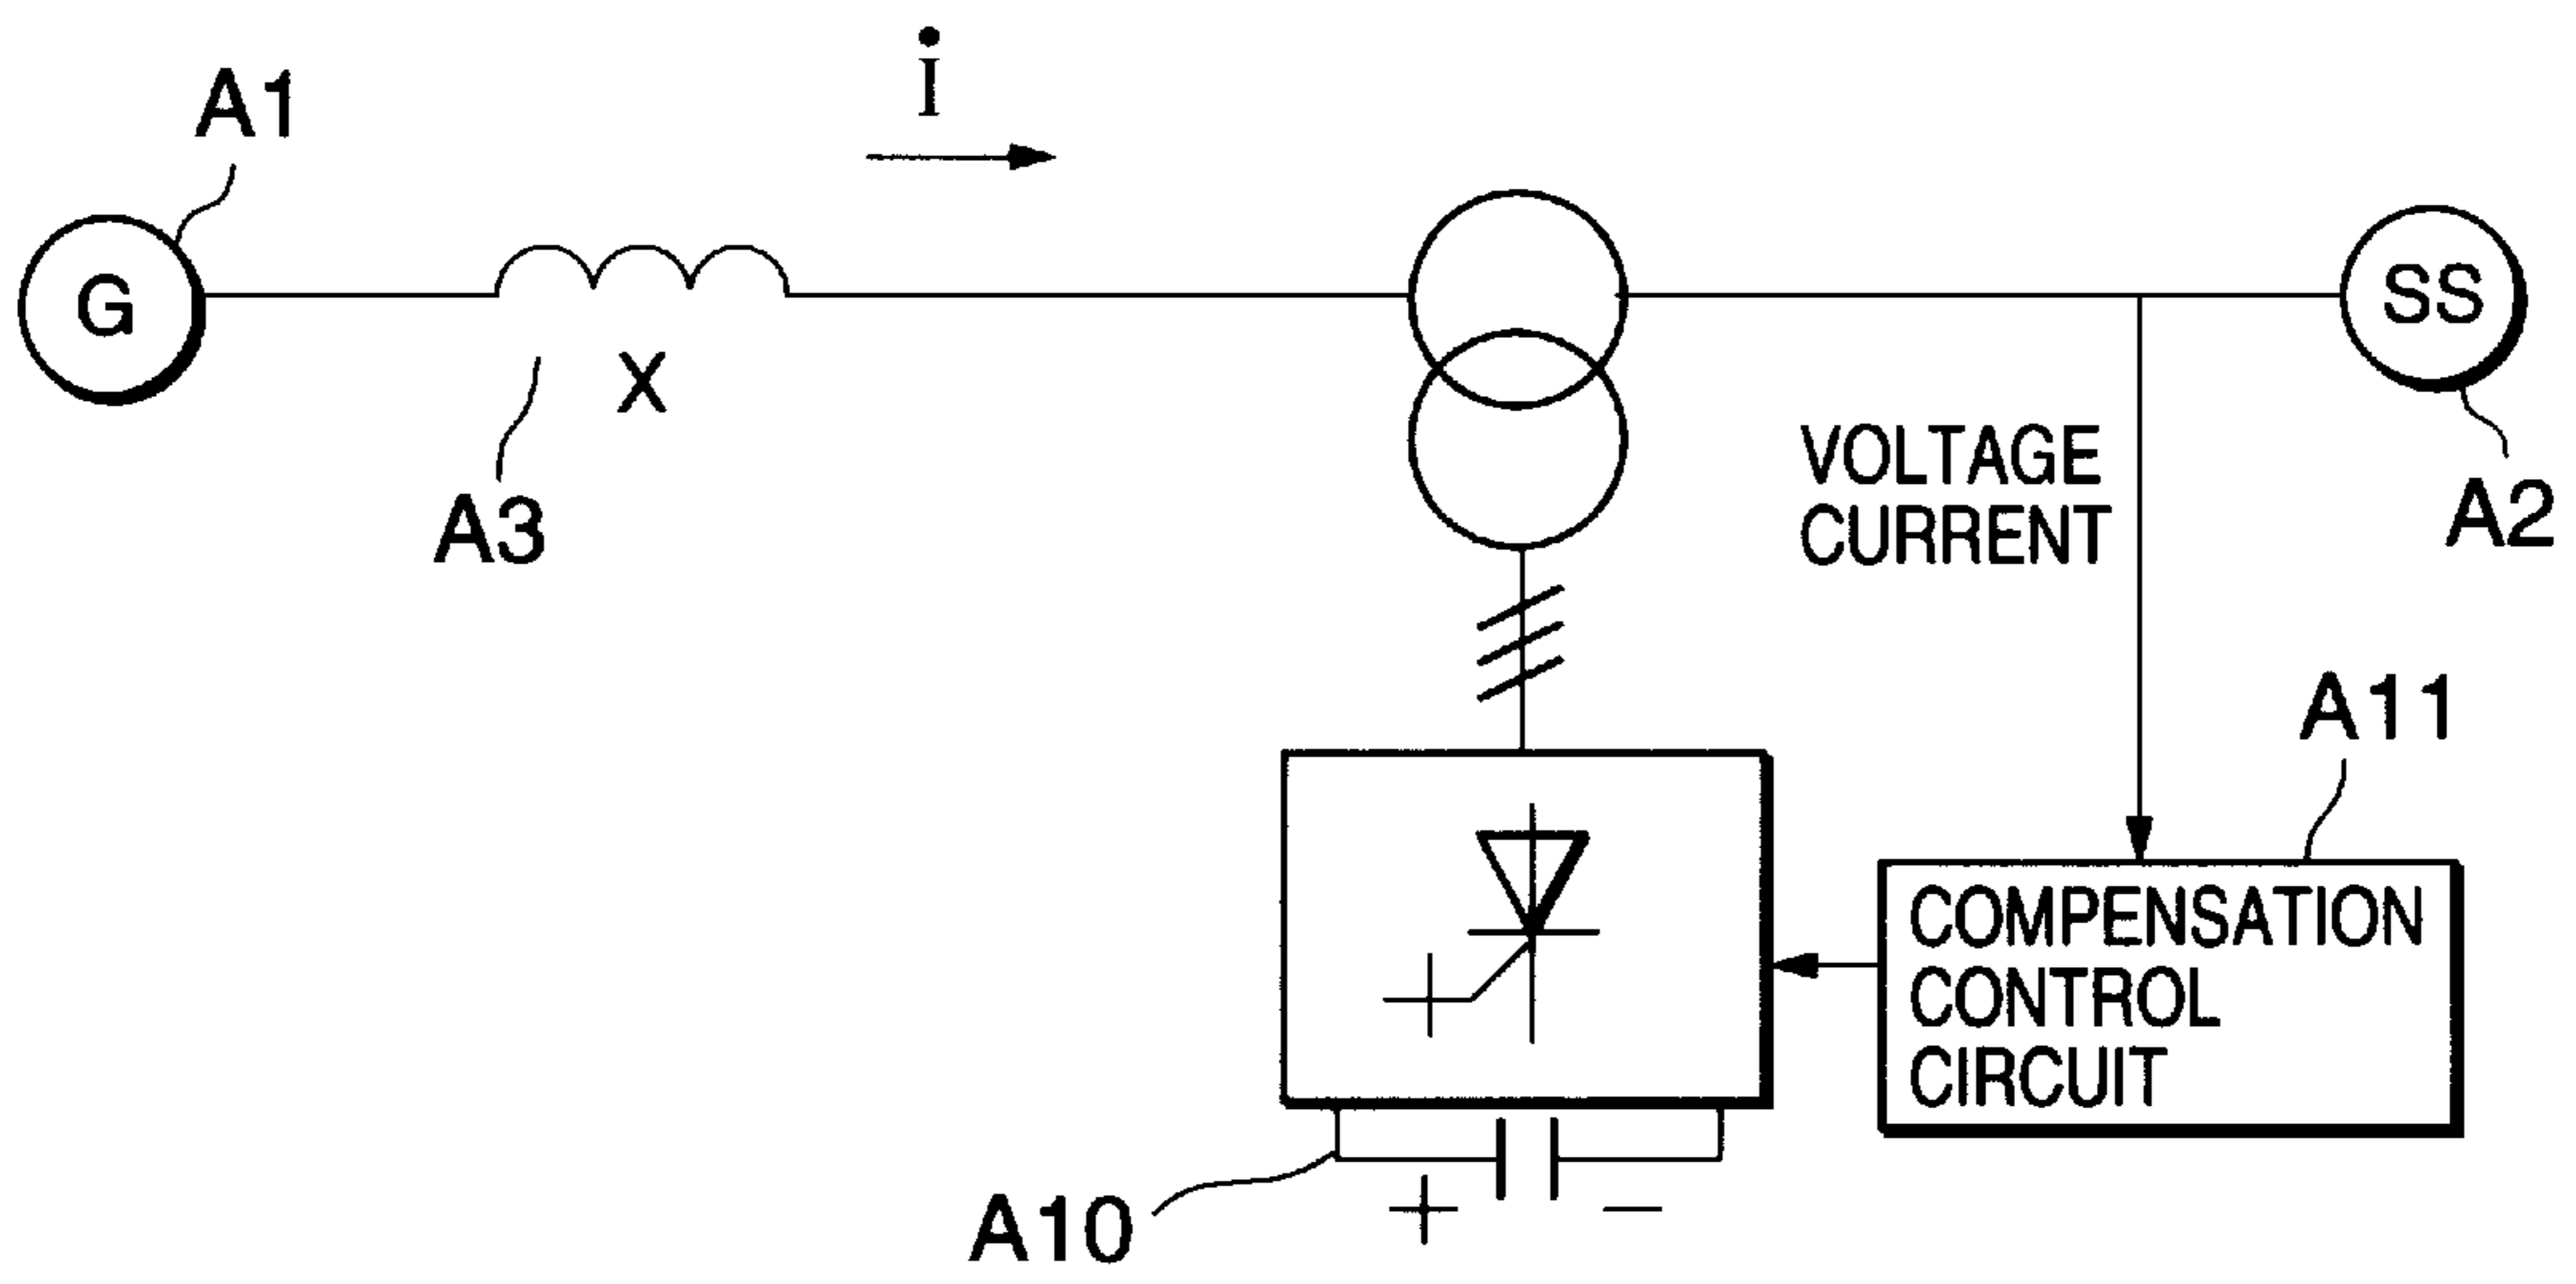 A1
i
G
SS
X
A3
VOLTAGE
CURRENT
A2
A11
COMPENSATION
CONTROL
CIRCUIT
A10
+ −